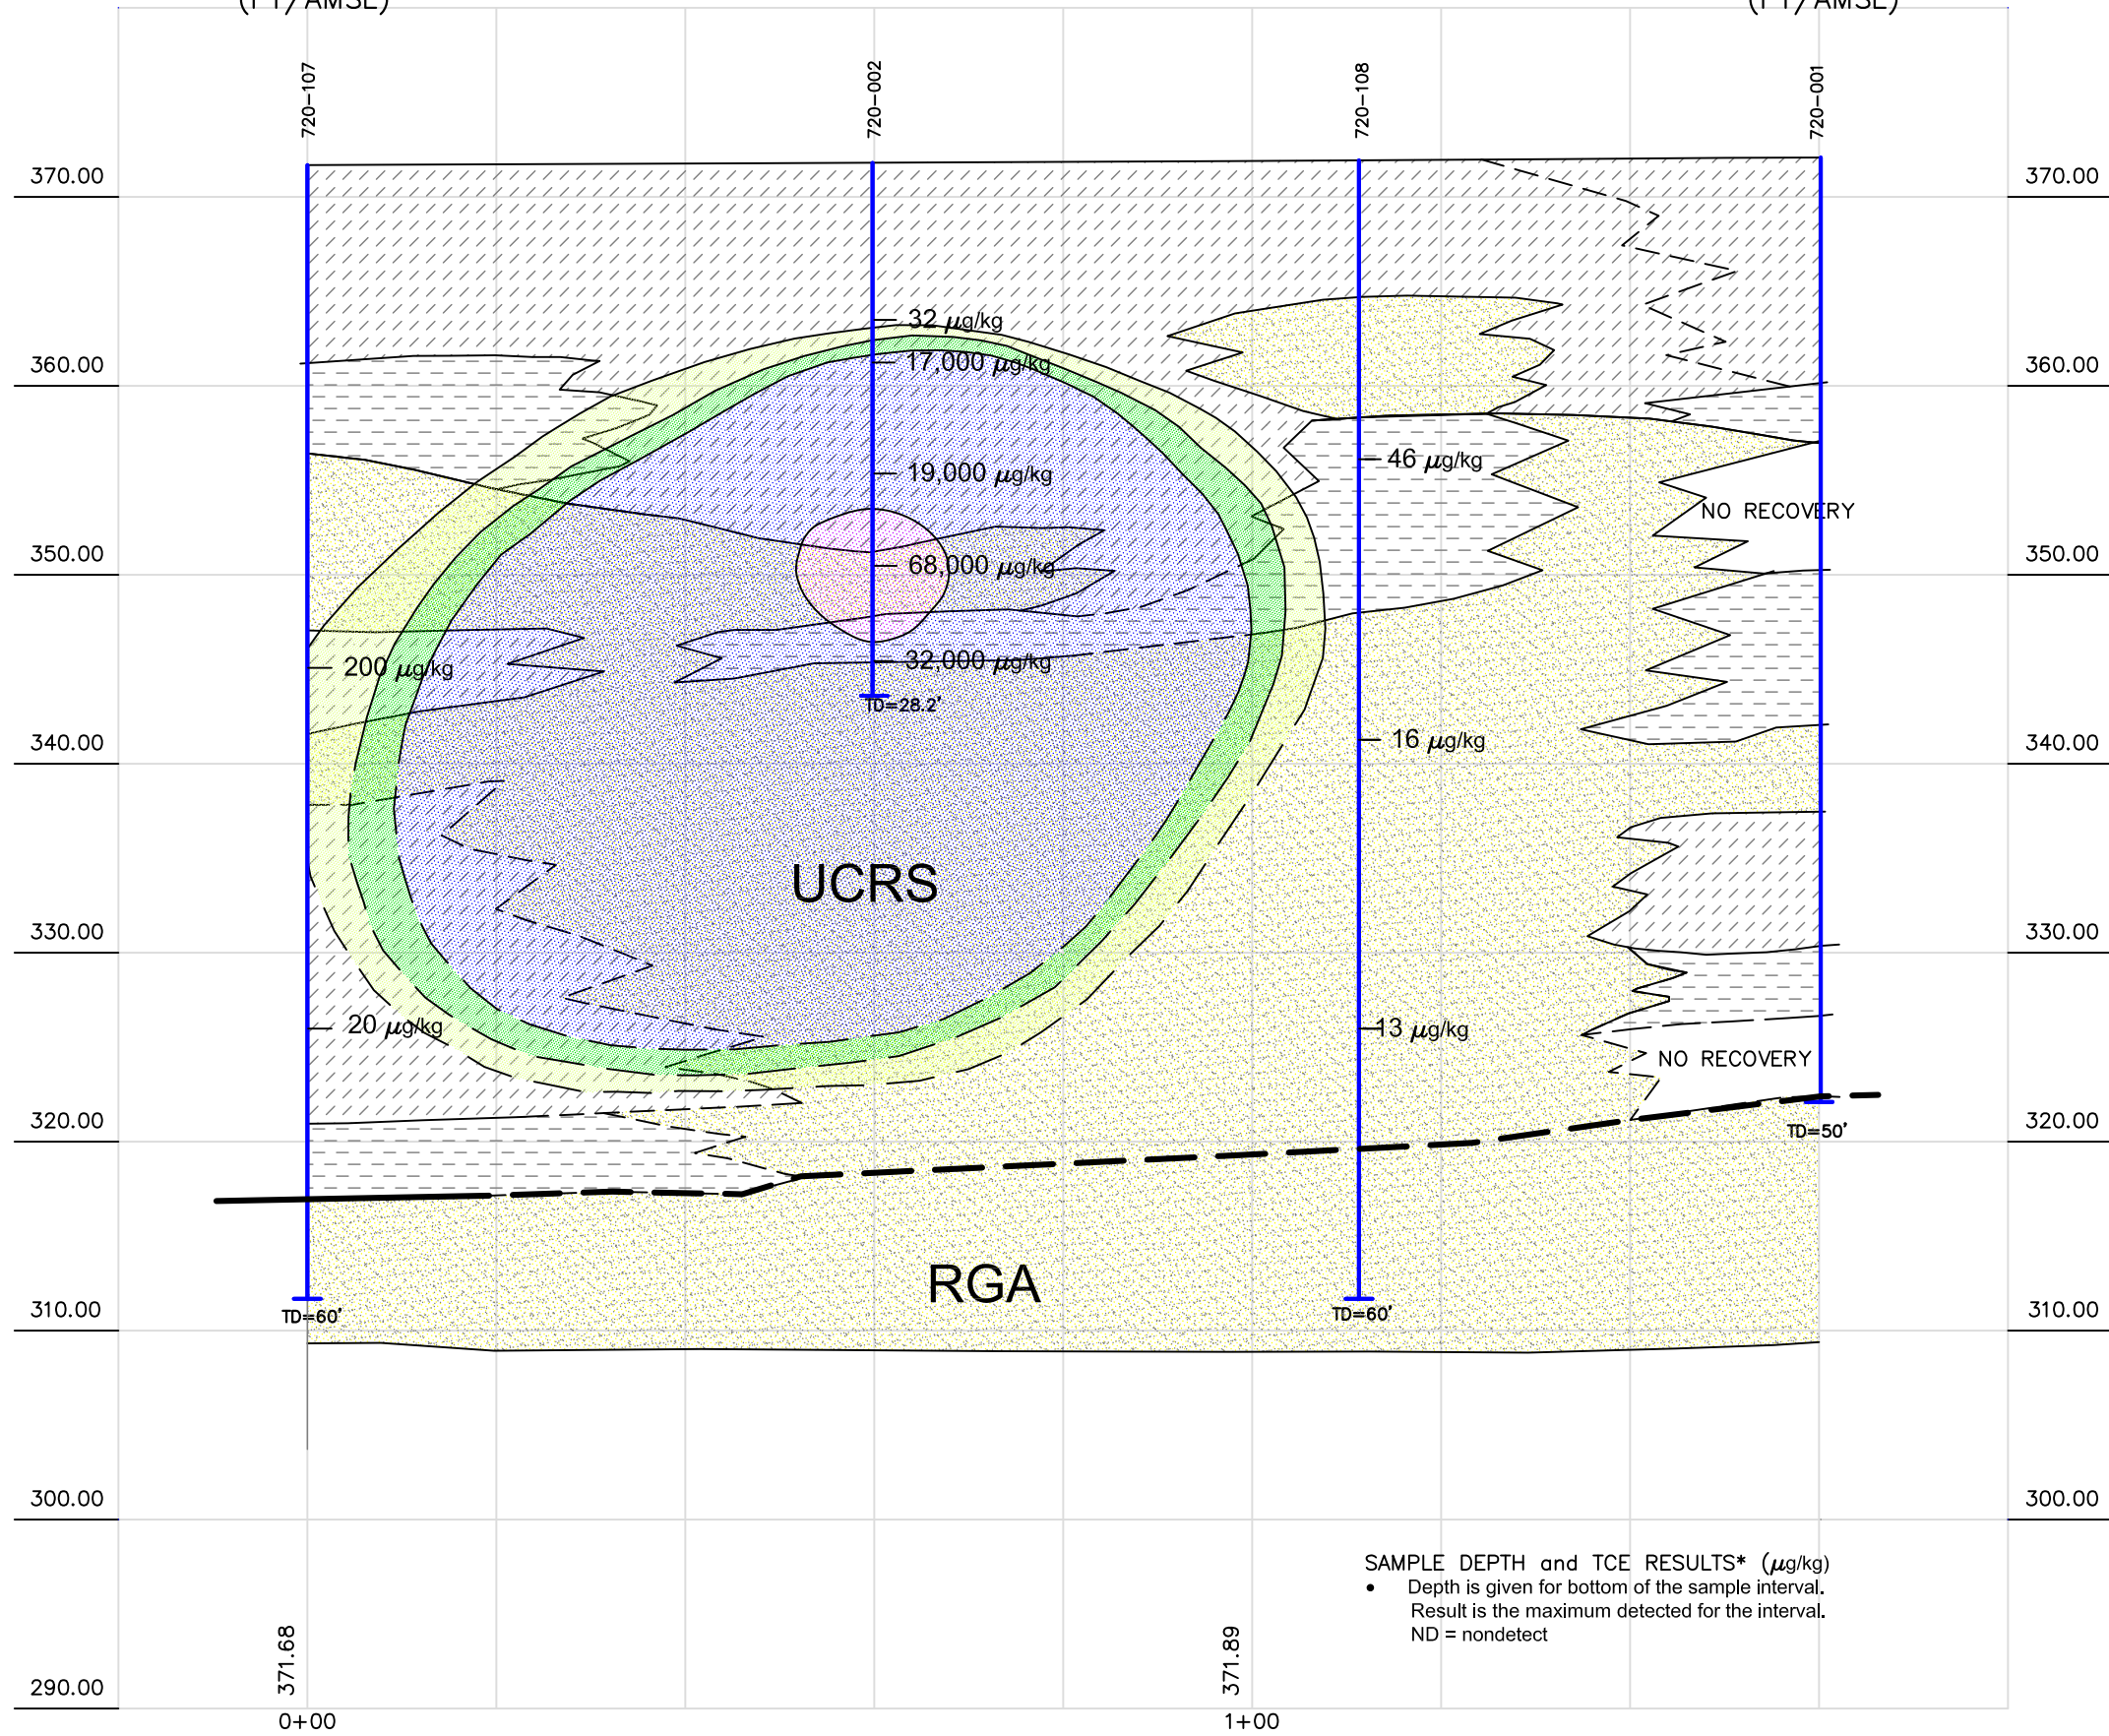 (FT/AMSL) (FT/AMSL)
720-107 720-002 720-108 720-001
370.00 370.00
32 µg/kg
360.00 17,000 µg/kg 360.00
46 µg/kg
19,000 µg/kg
NO RECOVERY
350.00 68,000 µg/kg 350.00
200 µg/kg 32,000 µg/kg
TD=28.2'
340.00 16 µg/kg 340.00
UCRS
330.00 330.00
20 µg/kg 13 µg/kg
NO RECOVERY
320.00 320.00
TD=50'
RGA
310.00 310.00
TD=60' TD=60'
300.00 300.00
SAMPLE DEPTH and TCE RESULTS* (µg/kg)
• Depth is given for bottom of the sample interval.
Result is the maximum detected for the interval.
ND = nondetect
371.68 371.89
290.00
0+00 1+00